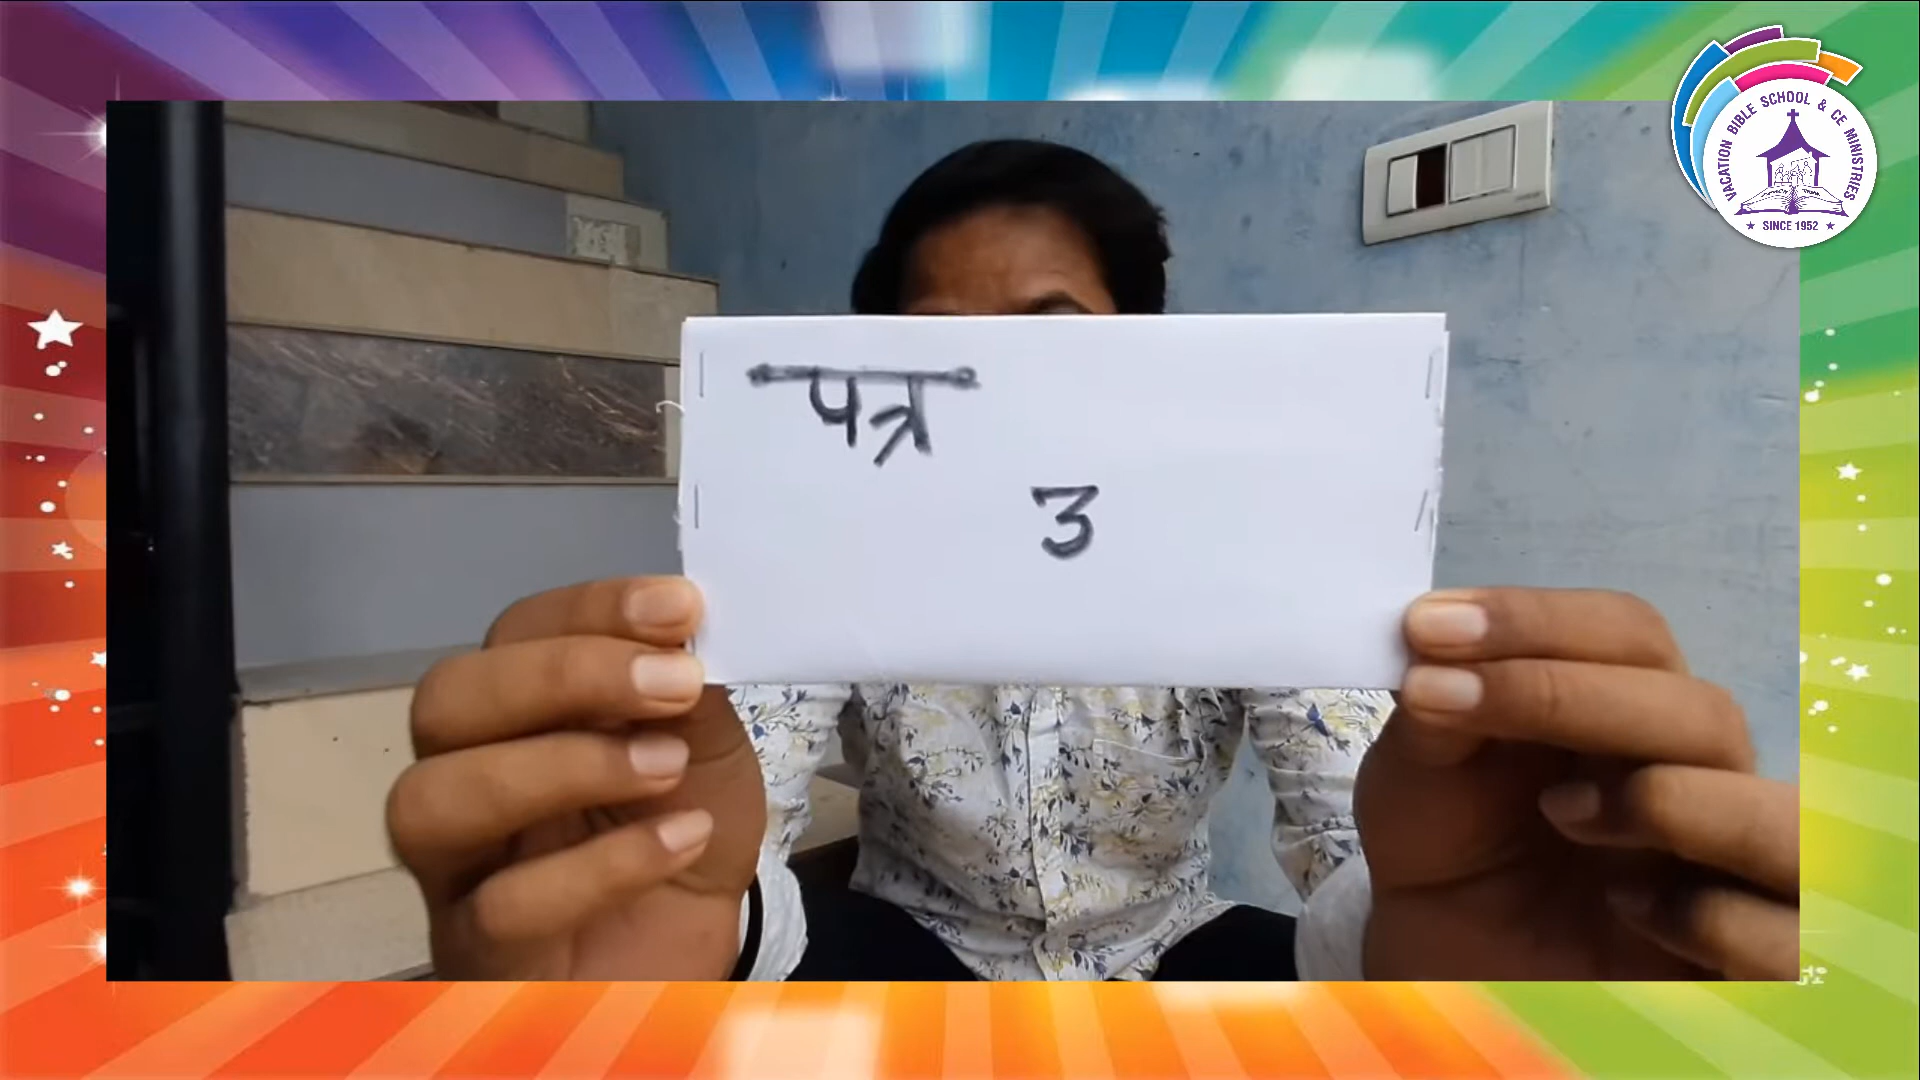 पत्र
3
VACATION BIBLE SCHOOL & CE MINISTRIES
★ SINCE 1952 ★